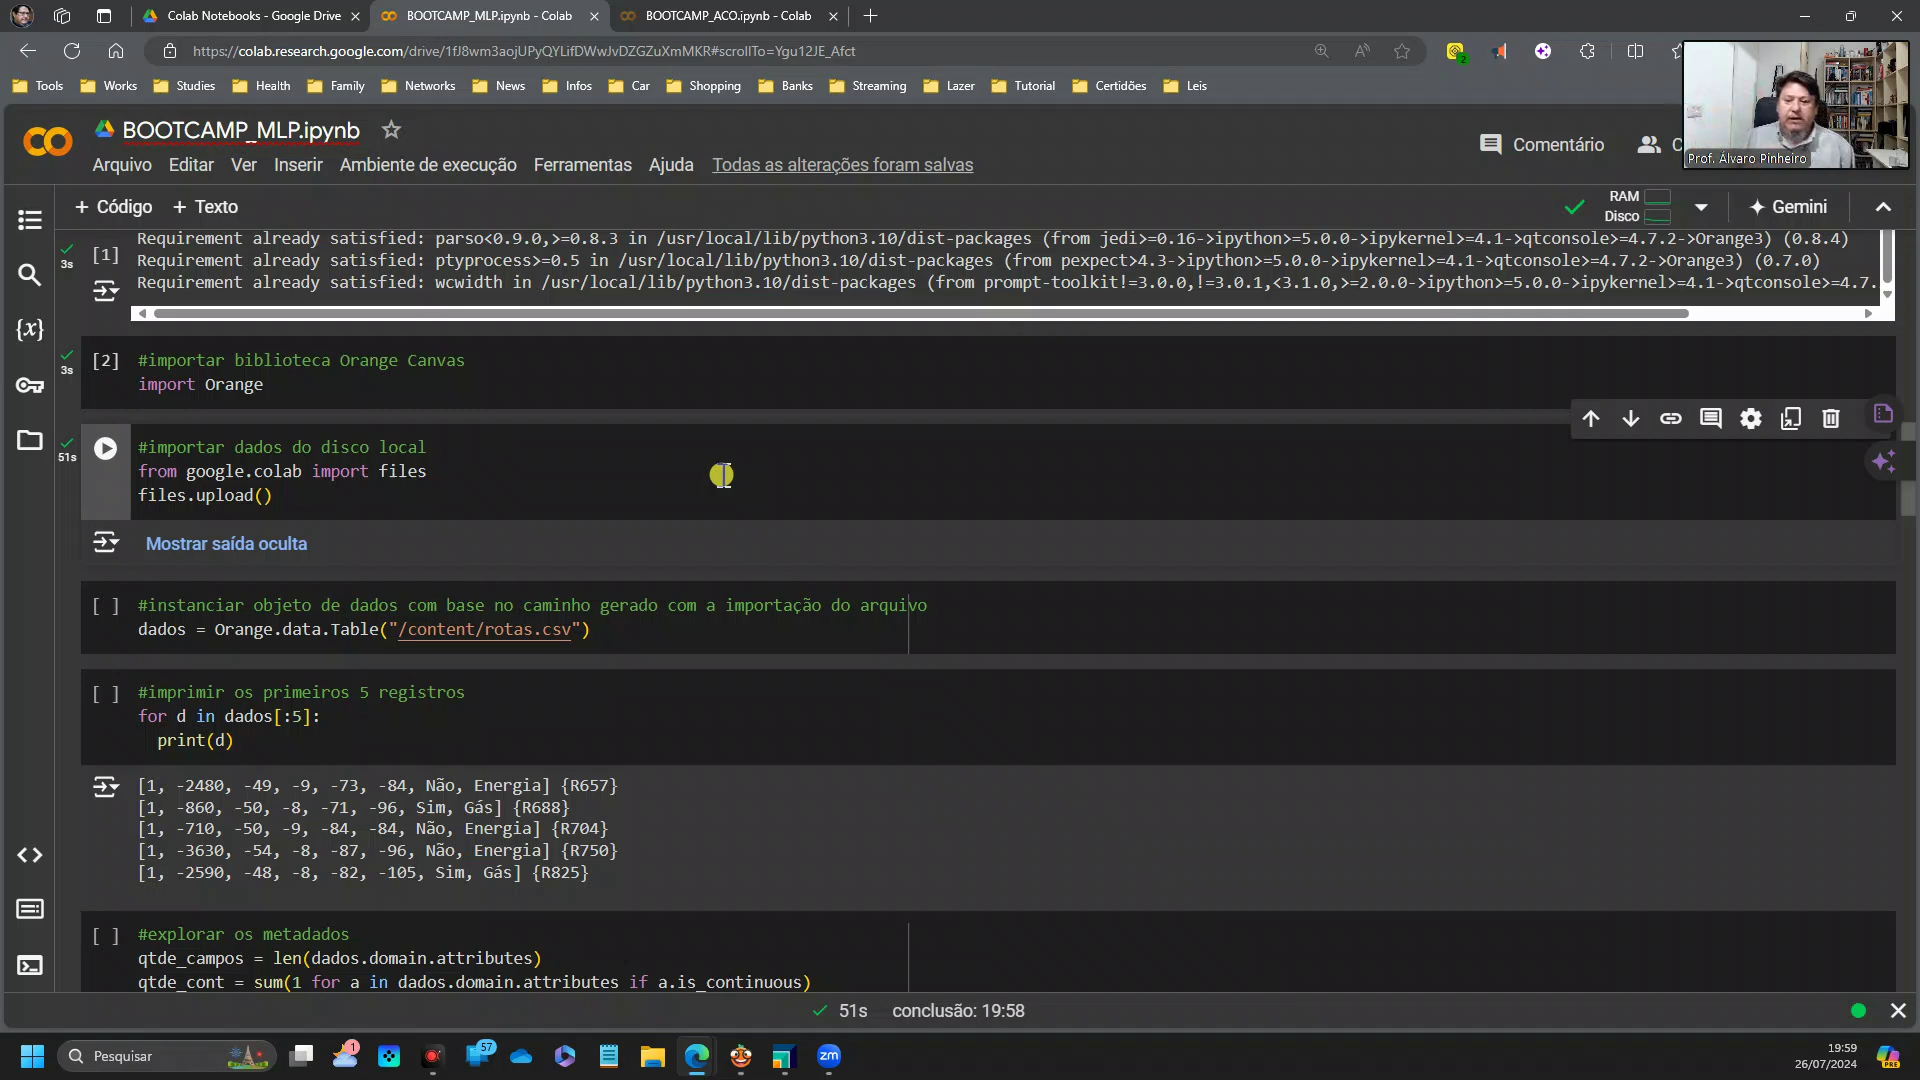 Colab Notebooks - Google Drive
BOOTCAMP_MLP.ipynb - Colab
BOOTCAMP_ACO.ipynb - Colab
https://colab.research.google.com/drive/1fJ8wm3aojUPyQYLifDWwJvDZGZuXmMKR#scrollTo=Ygu12JE_Afct
2
Tools Works Studies Health Family Networks News Infos Car Shopping Banks Streaming Lazer Tutorial Certidões Leis
BOOTCAMP_MLP.ipynb
Arquivo Editar Ver Inserir Ambiente de execução Ferramentas Ajuda Todas as alterações foram salvas
Comentário
Prof. Álvaro Pinheiro
+ Código + Texto
RAM
Disco
Gemini
3s
[1]
Requirement already satisfied: parso<0.9.0,>=0.8.3 in /usr/local/lib/python3.10/dist-packages (from jedi>=0.16->ipython>=5.0.0->ipykernel>=4.1->qtconsole>=4.7.2->Orange3) (0.8.4)
Requirement already satisfied: ptyprocess>=0.5 in /usr/local/lib/python3.10/dist-packages (from pexpect>4.3->ipython>=5.0.0->ipykernel>=4.1->qtconsole>=4.7.2->Orange3) (0.7.0)
Requirement already satisfied: wcwidth in /usr/local/lib/python3.10/dist-packages (from prompt-toolkit!=3.0.0,!=3.0.1,<3.1.0,>=2.0.0->ipython>=5.0.0->ipykernel>=4.1->qtconsole>=4.7.
3s
[2]
#importar biblioteca Orange Canvas
import Orange
51s
#importar dados do disco local
from google.colab import files
files.upload()
Mostrar saída oculta
[ ]
#instanciar objeto de dados com base no caminho gerado com a importação do arquivo
dados = Orange.data.Table("/content/rotas.csv")
[ ]
#imprimir os primeiros 5 registros
for d in dados[:5]:
print(d)
[1, -2480, -49, -9, -73, -84, Não, Energia] {R657}
[1, -860, -50, -8, -71, -96, Sim, Gás] {R688}
[1, -710, -50, -9, -84, -84, Não, Energia] {R704}
[1, -3630, -54, -8, -87, -96, Não, Energia] {R750}
[1, -2590, -48, -8, -82, -105, Sim, Gás] {R825}
[ ]
#explorar os metadados
qtde_campos = len(dados.domain.attributes)
qtde_cont = sum(1 for a in dados.domain.attributes if a.is_continuous)
51s conclusão: 19:58
Pesquisar
1
57
zm
19:59
26/07/2024
PRE